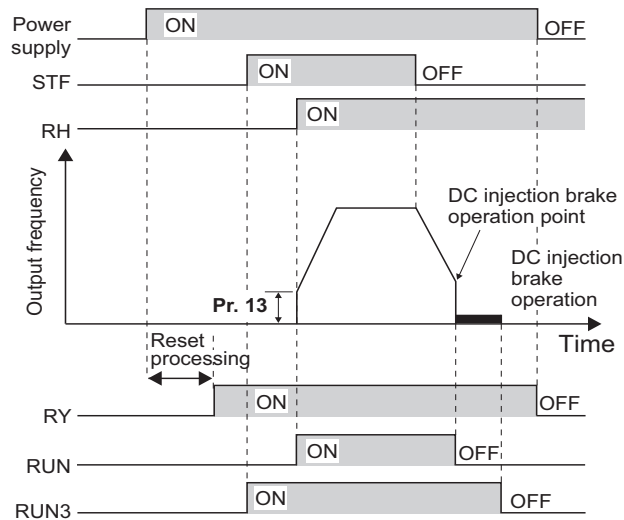 Power supply
ON
OFF
STF
ON
OFF
RH
ON
Output frequency
DC injection brake
operation point
DC injection
brake
operation
Pr. 13
Time
Reset
processing
RY
ON
OFF
RUN
ON
OFF
RUN3
ON
OFF